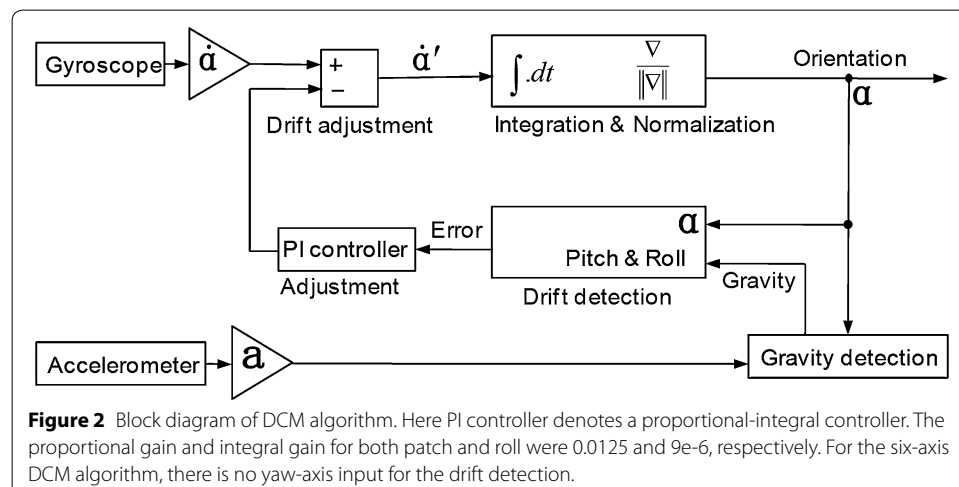 Gyroscope
α̇
+
−
Drift adjustment
α̇′
∫.dt ∇/‖∇‖
Integration & Normalization
Orientation
α
PI controller
Adjustment
Error
α
Pitch & Roll
Drift detection
Gravity
Accelerometer
a
Gravity detection
Figure 2 Block diagram of DCM algorithm. Here PI controller denotes a proportional-integral controller. The
proportional gain and integral gain for both patch and roll were 0.0125 and 9e-6, respectively. For the six-axis
DCM algorithm, there is no yaw-axis input for the drift detection.